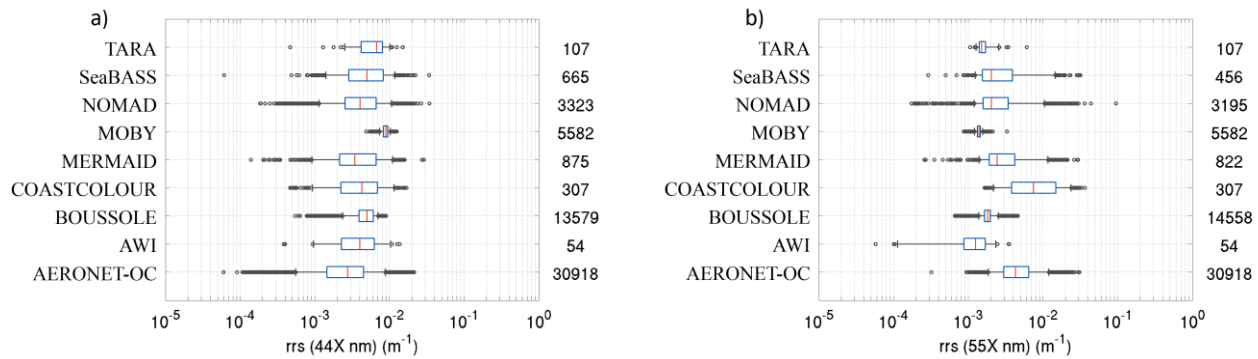 a)
TARA 107
SeaBASS 665
NOMAD 3323
MOBY 5582
MERMAID 875
COASTCOLOUR 307
BOUSSOLE 13579
AWI 54
AERONET-OC 30918
10^-5 10^-4 10^-3 10^-2 10^-1 10^0
rrs (44X nm) (m^-1)
b)
TARA 107
SeaBASS 456
NOMAD 3195
MOBY 5582
MERMAID 822
COASTCOLOUR 307
BOUSSOLE 14558
AWI 54
AERONET-OC 30918
10^-5 10^-4 10^-3 10^-2 10^-1 10^0
rrs (55X nm) (m^-1)